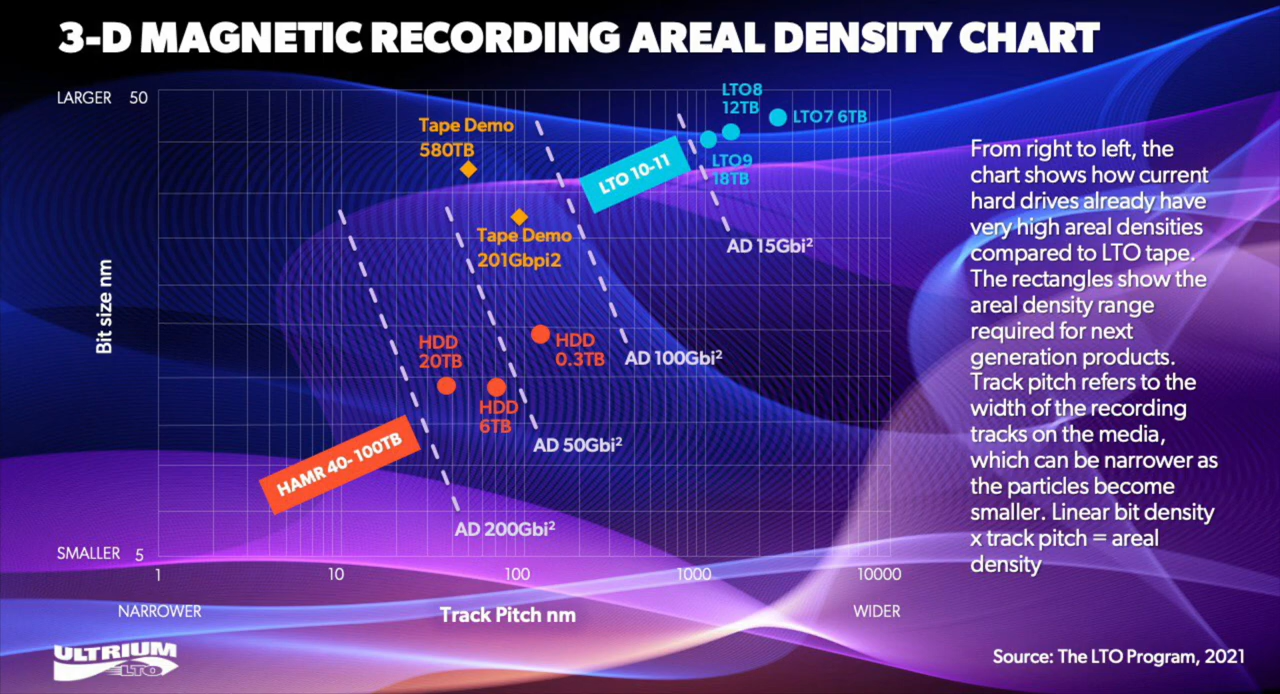 3-D MAGNETIC RECORDING AREAL DENSITY CHART
LARGER 50
Tape Demo
580TB
LTO8
12TB
LTO7 6TB
LTO 10-11
LTO9
18TB
Tape Demo
201Gbpi2
AD 15Gbi²
Bit size nm
HDD
20TB
HDD
0.3TB
AD 100Gbi²
HDD
6TB
AD 50Gbi²
HAMR 40-100TB
AD 200Gbi²
SMALLER 5
1 10 100 1000 10000
NARROWER
Track Pitch nm
WIDER
From right to left, the
chart shows how current
hard drives already have
very high areal densities
compared to LTO tape.
The rectangles show the
areal density range
required for next
generation products.
Track pitch refers to the
width of the recording
tracks on the media,
which can be narrower as
the particles become
smaller. Linear bit density
x track pitch = areal
density
ULTRIUM
LTO
Source: The LTO Program, 2021